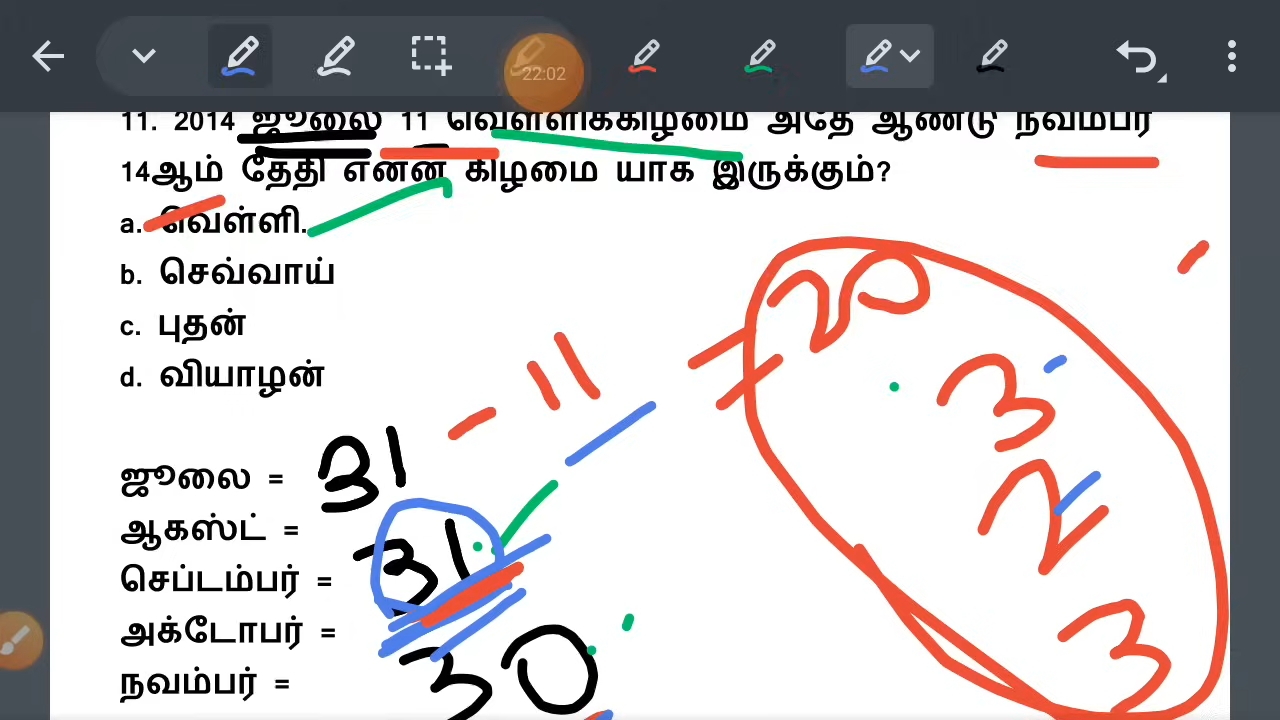 22:02
11. 2014 ஜூலை 11 வெள்ளிக்கிழமை அதே ஆண்டு நவம்பர்
14ஆம் தேதி என்ன கிழமை யாக இருக்கும்?
a. வெள்ளி.
b. செவ்வாய்
c. புதன்
d. வியாழன்
ஜூலை = 31 - 11 = 20
ஆகஸ்ட் = 31 3
செப்டம்பர் = 30 2
அக்டோபர் = 3
நவம்பர் =